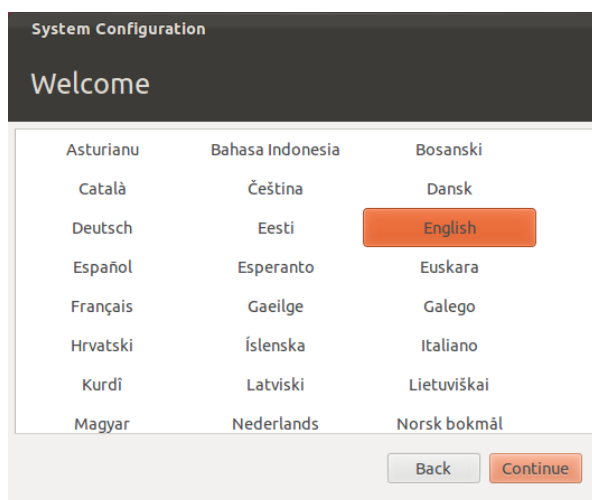 System Configuration
Welcome
Asturianu Bahasa Indonesia Bosanski
Català Čeština Dansk
Deutsch Eesti English
Español Esperanto Euskara
Français Gaeilge Galego
Hrvatski Íslenska Italiano
Kurdî Latviski Lietuviškai
Magyar Nederlands Norsk bokmål
Back Continue